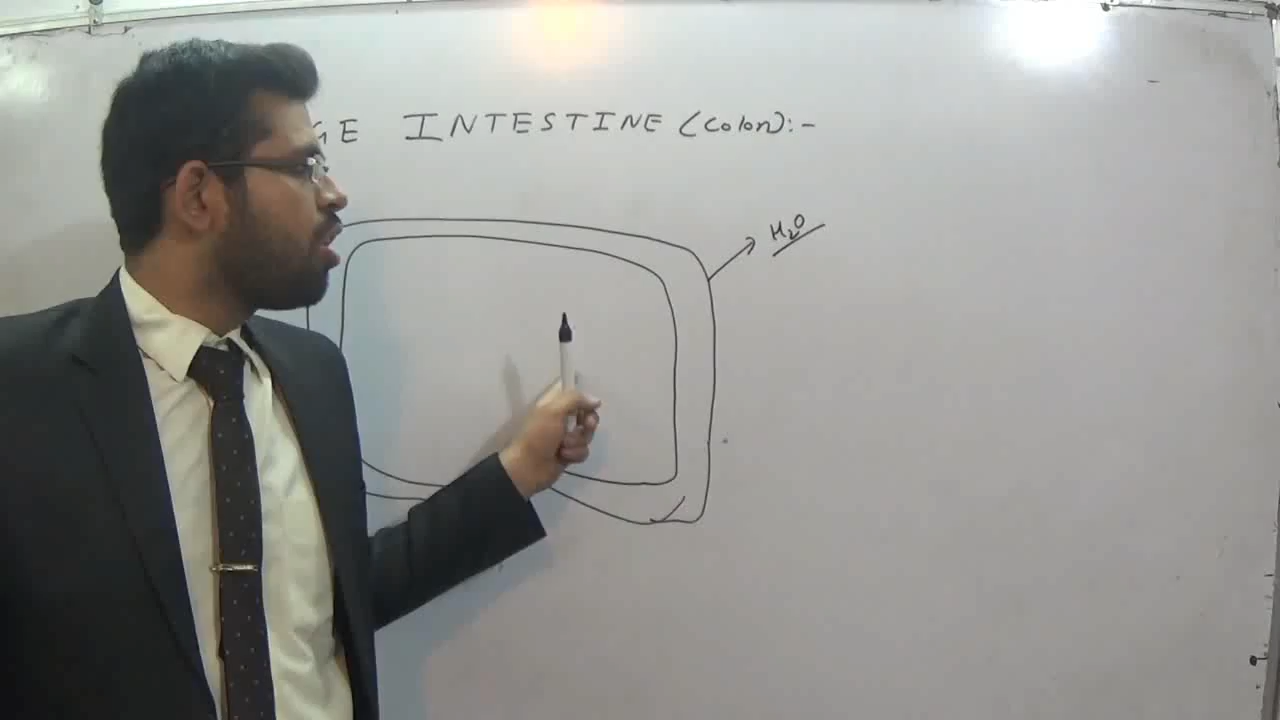 GE INTESTINE (Colon):-
H₂O